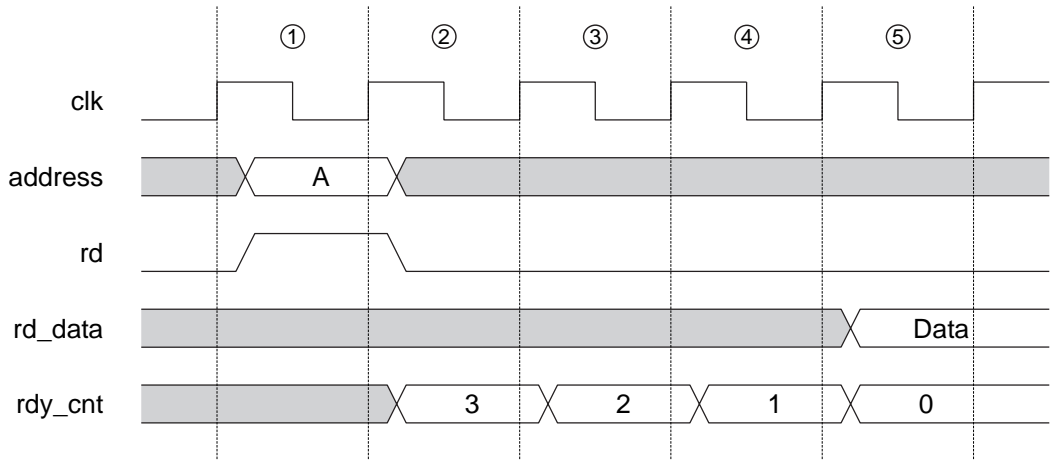 ① ② ③ ④ ⑤
clk
address A
rd
rd_data Data
rdy_cnt 3 2 1 0